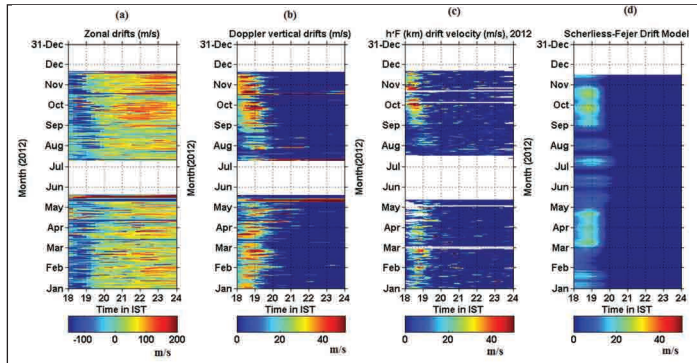 (a)
Zonal drifts (m/s)
31-Dec
Dec
Nov
Oct
Sep
Aug
Jul
Jun
May
Apr
Mar
Feb
Jan
Month (2012)
18 19 20 21 22 23 24
Time in IST
-100 0 100 200
m/s
(b)
Doppler vertical drifts (m/s)
31-Dec
Dec
Nov
Oct
Sep
Aug
Jul
Jun
May
Apr
Mar
Feb
Jan
Month(2012)
18 19 20 21 22 23 24
Time in IST
0 20 40
m/s
(c)
h'F (km) drift velocity (m/s), 2012
31-Dec
Dec
Nov
Oct
Sep
Aug
Jul
Jun
May
Apr
Mar
Feb
Jan
Month(2012)
18 19 20 21 22 23 24
Time in IST
0 20 40
m/s
(d)
Scherliess-Fejer Drift Model
31-Dec
Dec
Nov
Oct
Sep
Aug
Jul
Jun
May
Apr
Mar
Feb
Jan
Month (2012)
18 19 20 21 22 23 24
Time in IST
0 20 40
m/s